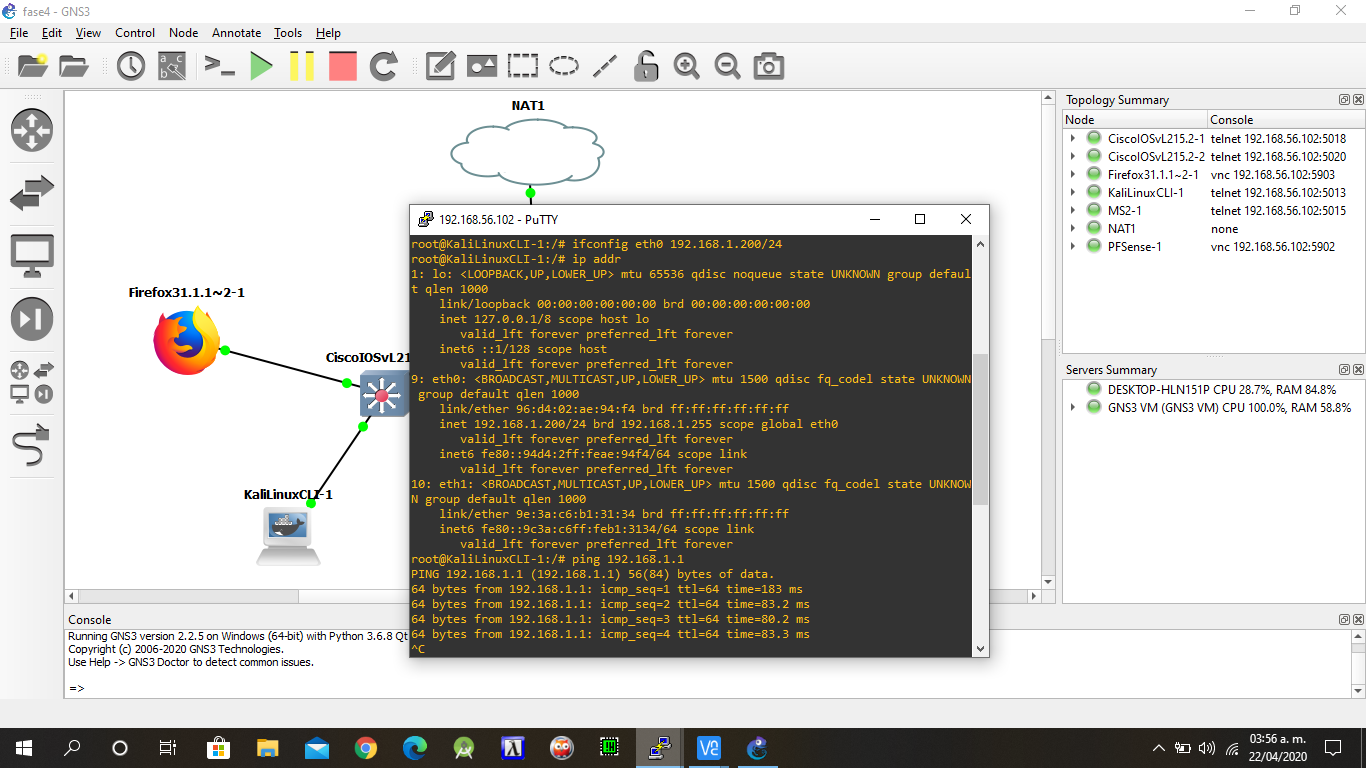 fase4 - GNS3
File Edit View Control Node Annotate Tools Help
NAT1
Firefox31.1.1~2-1
CiscoIOSvL21
KaliLinuxCLI-1
192.168.56.102 - PuTTY
root@KaliLinuxCLI-1:/# ifconfig eth0 192.168.1.200/24
root@KaliLinuxCLI-1:/# ip addr
1: lo: <LOOPBACK,UP,LOWER_UP> mtu 65536 qdisc noqueue state UNKNOWN group defaul
t qlen 1000
link/loopback 00:00:00:00:00:00 brd 00:00:00:00:00:00
inet 127.0.0.1/8 scope host lo
valid_lft forever preferred_lft forever
inet6 ::1/128 scope host
valid_lft forever preferred_lft forever
9: eth0: <BROADCAST,MULTICAST,UP,LOWER_UP> mtu 1500 qdisc fq_codel state UNKNOWN
group default qlen 1000
link/ether 96:d4:02:ae:94:f4 brd ff:ff:ff:ff:ff:ff
inet 192.168.1.200/24 brd 192.168.1.255 scope global eth0
valid_lft forever preferred_lft forever
inet6 fe80::94d4:2ff:feae:94f4/64 scope link
valid_lft forever preferred_lft forever
10: eth1: <BROADCAST,MULTICAST,UP,LOWER_UP> mtu 1500 qdisc fq_codel state UNKNOW
N group default qlen 1000
link/ether 9e:3a:c6:b1:31:34 brd ff:ff:ff:ff:ff:ff
inet6 fe80::9c3a:c6ff:feb1:3134/64 scope link
valid_lft forever preferred_lft forever
root@KaliLinuxCLI-1:/# ping 192.168.1.1
PING 192.168.1.1 (192.168.1.1) 56(84) bytes of data.
64 bytes from 192.168.1.1: icmp_seq=1 ttl=64 time=183 ms
64 bytes from 192.168.1.1: icmp_seq=2 ttl=64 time=83.2 ms
64 bytes from 192.168.1.1: icmp_seq=3 ttl=64 time=80.2 ms
64 bytes from 192.168.1.1: icmp_seq=4 ttl=64 time=83.3 ms
^C
Topology Summary
Node Console
CiscoIOSvL215.2-1 telnet 192.168.56.102:5018
CiscoIOSvL215.2-2 telnet 192.168.56.102:5020
Firefox31.1.1~2-1 vnc 192.168.56.102:5903
KaliLinuxCLI-1 telnet 192.168.56.102:5013
MS2-1 telnet 192.168.56.102:5015
NAT1 none
PFSense-1 vnc 192.168.56.102:5902
Servers Summary
DESKTOP-HLN151P CPU 28.7%, RAM 84.8%
GNS3 VM (GNS3 VM) CPU 100.0%, RAM 58.8%
Console
Running GNS3 version 2.2.5 on Windows (64-bit) with Python 3.6.8 Qt
Copyright (c) 2006-2020 GNS3 Technologies.
Use Help -> GNS3 Doctor to detect common issues.
=>
03:56 a. m.
22/04/2020